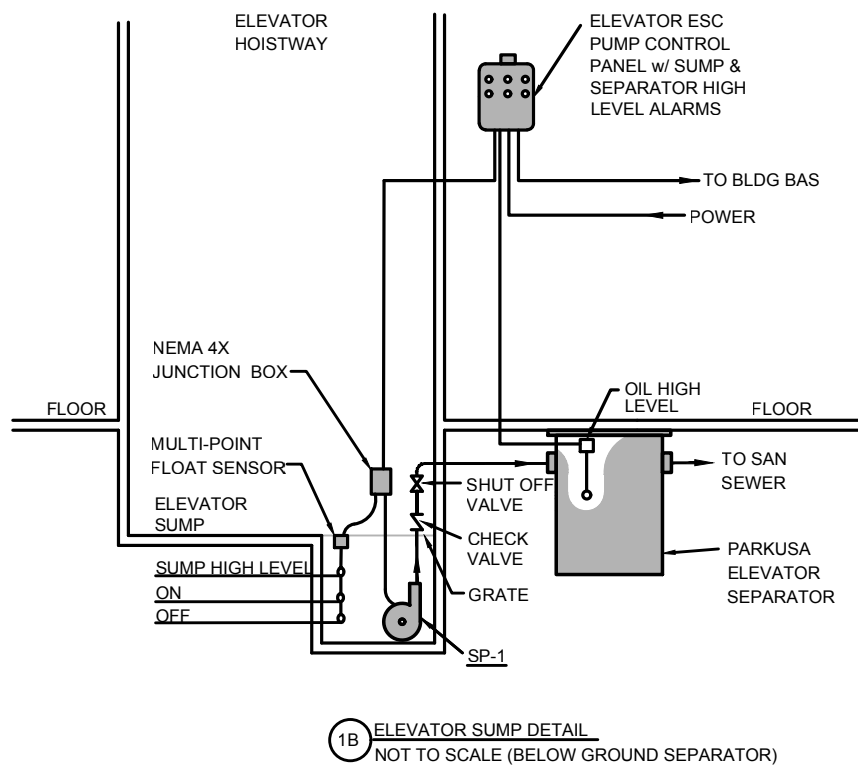 ELEVATOR
HOISTWAY
ELEVATOR ESC
PUMP CONTROL
PANEL w/ SUMP &
SEPARATOR HIGH
LEVEL ALARMS
TO BLDG BAS
POWER
NEMA 4X
JUNCTION BOX
FLOOR
OIL HIGH
LEVEL
FLOOR
MULTI-POINT
FLOAT SENSOR
TO SAN
SEWER
SHUT OFF
VALVE
ELEVATOR
SUMP
CHECK
VALVE
PARKUSA
ELEVATOR
SEPARATOR
SUMP HIGH LEVEL
ON
OFF
GRATE
SP-1
1B
ELEVATOR SUMP DETAIL
NOT TO SCALE (BELOW GROUND SEPARATOR)